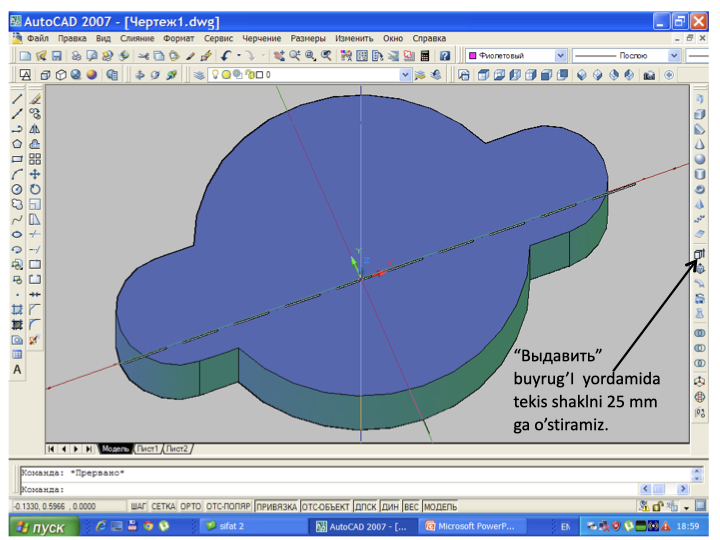 AutoCAD 2007 - [Чертеж1.dwg]
Файл Правка Вид Слияние Формат Сервис Черчение Размеры Изменить Окно Справка
Фиолетовый
Послою
0
Y
Z
“Выдавить”
buyrug’I yordamida
tekis shaklni 25 mm
ga o’stiramiz.
A
Модель Лист1 Лист2
Команда: *Прервано*
Команда:
-0.1330, 0.5966 , 0.0000 ШАГ СЕТКА ОРТО ОТС-ПОЛЯР ПРИВЯЗКА ОТС-ОБЪЕКТ ДПСК ДИН ВЕС МОДЕЛЬ
пуск sifat 2 AutoCAD 2007 - [... Microsoft PowerP... EN 18:59